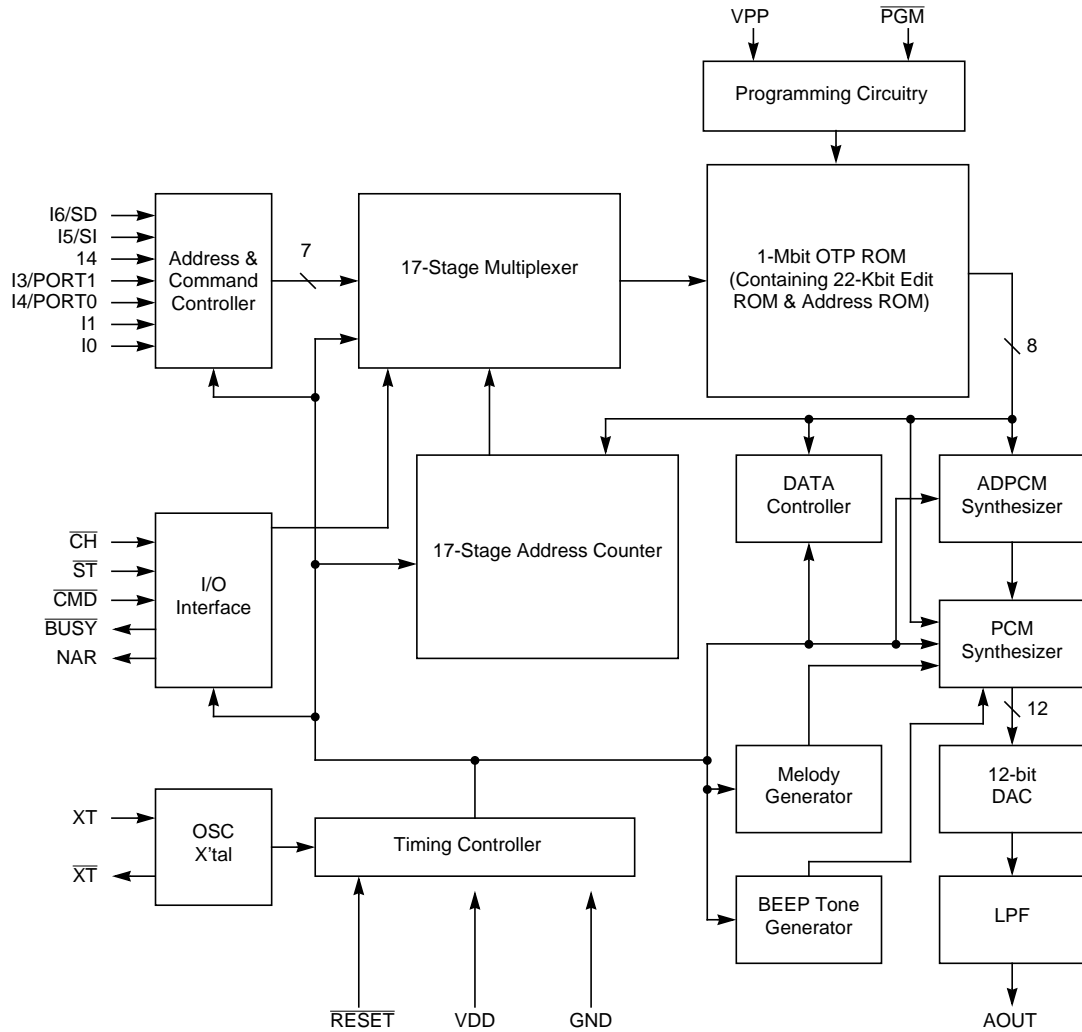 VPP
PGM
Programming Circuitry
I6/SD
I5/SI
14
I3/PORT1
I4/PORT0
I1
I0
Address &
Command
Controller
7
17-Stage Multiplexer
1-Mbit OTP ROM
(Containing 22-Kbit Edit
ROM & Address ROM)
8
CH
ST
CMD
BUSY
NAR
I/O
Interface
17-Stage Address Counter
DATA
Controller
ADPCM
Synthesizer
PCM
Synthesizer
12
XT
XT
OSC
X'tal
Timing Controller
Melody
Generator
12-bit
DAC
BEEP Tone
Generator
LPF
RESET
VDD
GND
AOUT